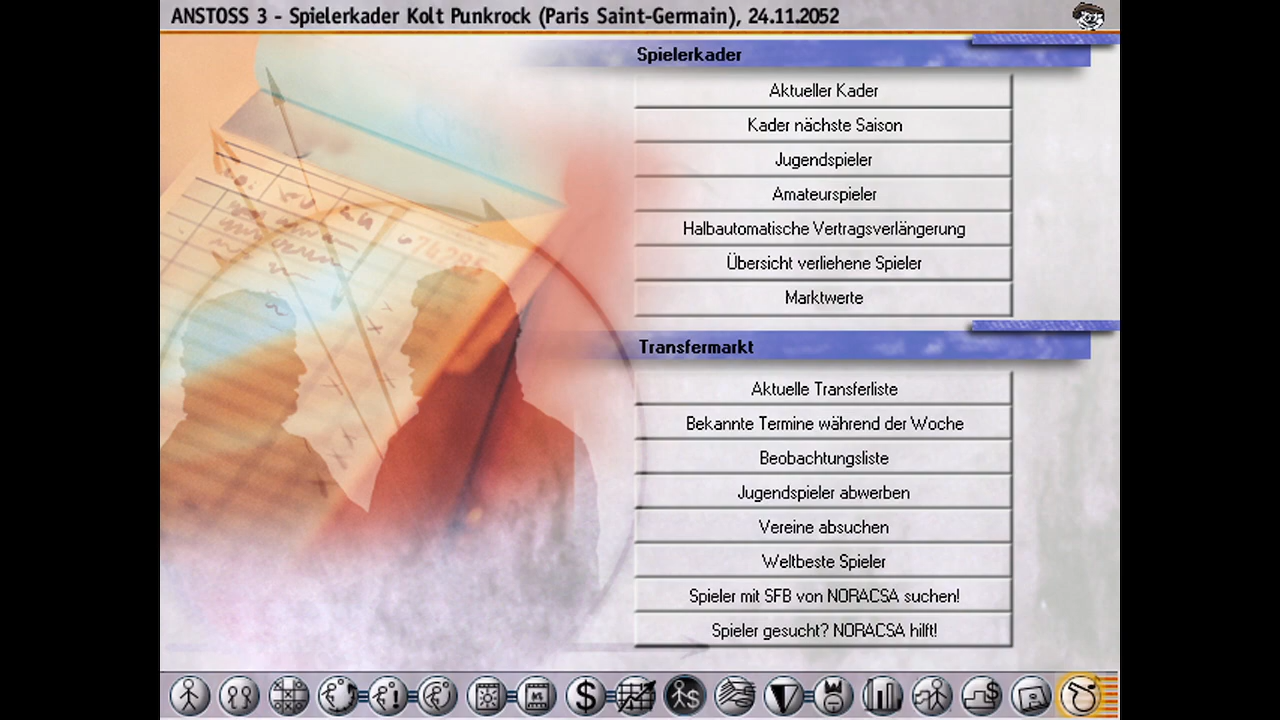 ANSTOSS 3 - Spielerkader Kolt Punkrock (Paris Saint-Germain), 24.11.2052
Spielerkader
Aktueller Kader
Kader nächste Saison
Jugendspieler
Amateurspieler
Halbautomatische Vertragsverlängerung
Übersicht verliehene Spieler
Marktwerte
Transfermarkt
Aktuelle Transferliste
Bekannte Termine während der Woche
Beobachtungsliste
Jugendspieler abwerben
Vereine absuchen
Weltbeste Spieler
Spieler mit SFB von NORACSA suchen!
Spieler gesucht? NORACSA hilft!